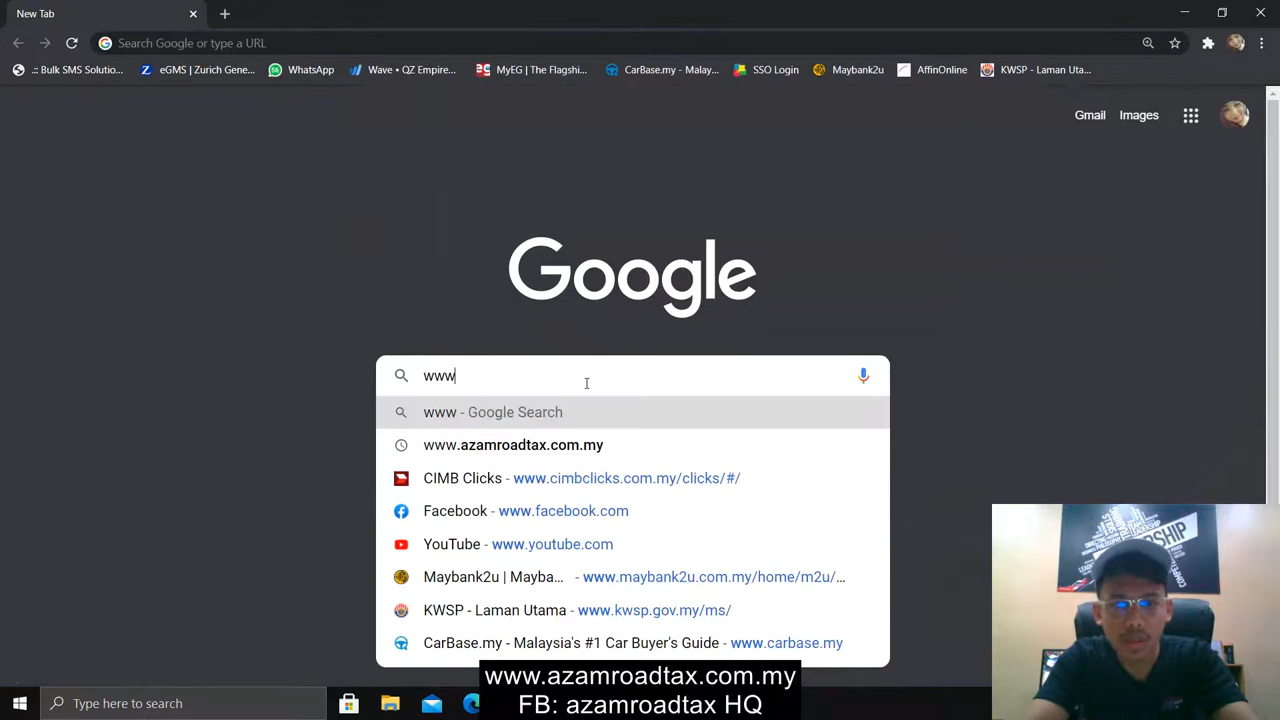 New Tab
Search Google or type a URL
.:: Bulk SMS Solutio...
eGMS | Zurich Gene...
WhatsApp
Wave • QZ Empire...
MyEG | The Flagshi...
CarBase.my - Malay...
SSO Login
Maybank2u
AffinOnline
KWSP - Laman Uta...
Gmail
Images
Google
www
www - Google Search
www.azamroadtax.com.my
CIMB Clicks - www.cimbclicks.com.my/clicks/#/
Facebook - www.facebook.com
YouTube - www.youtube.com
Maybank2u | Mayba... - www.maybank2u.com.my/home/m2u/...
KWSP - Laman Utama - www.kwsp.gov.my/ms/
CarBase.my - Malaysia's #1 Car Buyer's Guide - www.carbase.my
LEADERSHIP
www.azamroadtax.com.my
FB: azamroadtax HQ
Type here to search